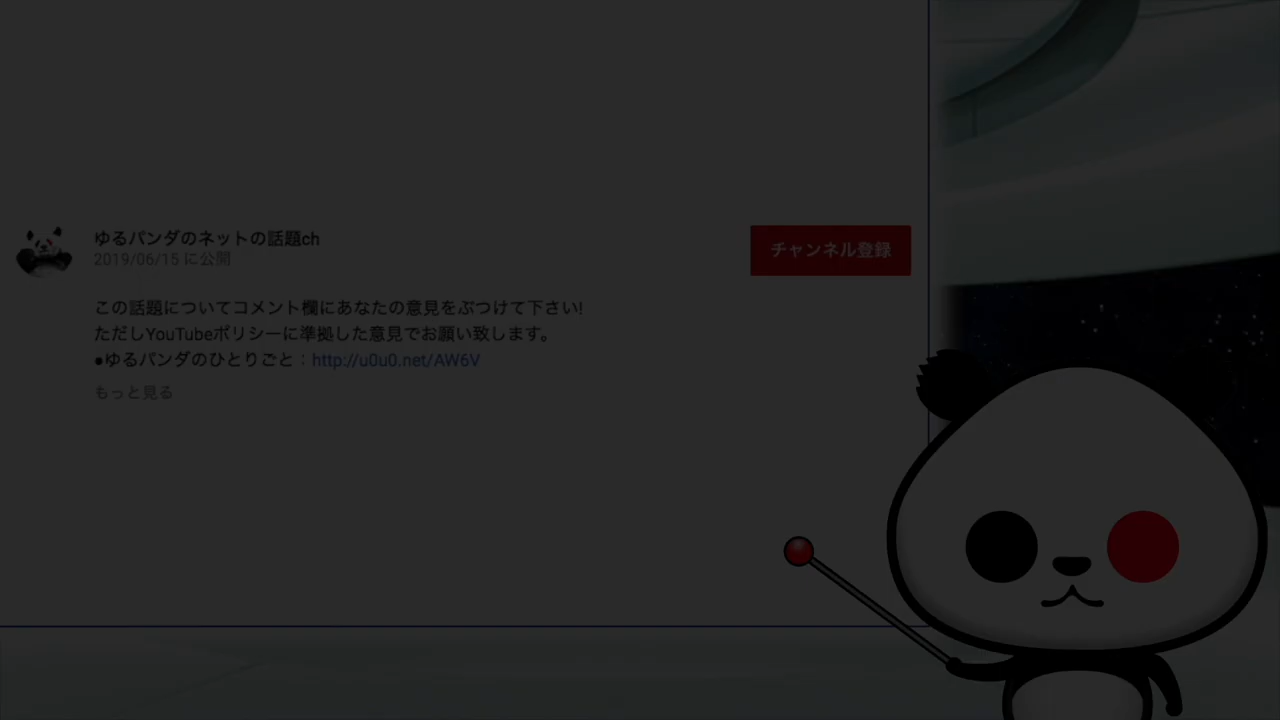 ゆるパンダのネットの話題ch
2019/06/15 に公開
チャンネル登録
この話題についてコメント欄にあなたの意見をぶつけて下さい!
ただしYouTubeポリシーに準拠した意見でお願い致します。
●ゆるパンダのひとりごと：http://u0u0.net/AW6V
もっと見る